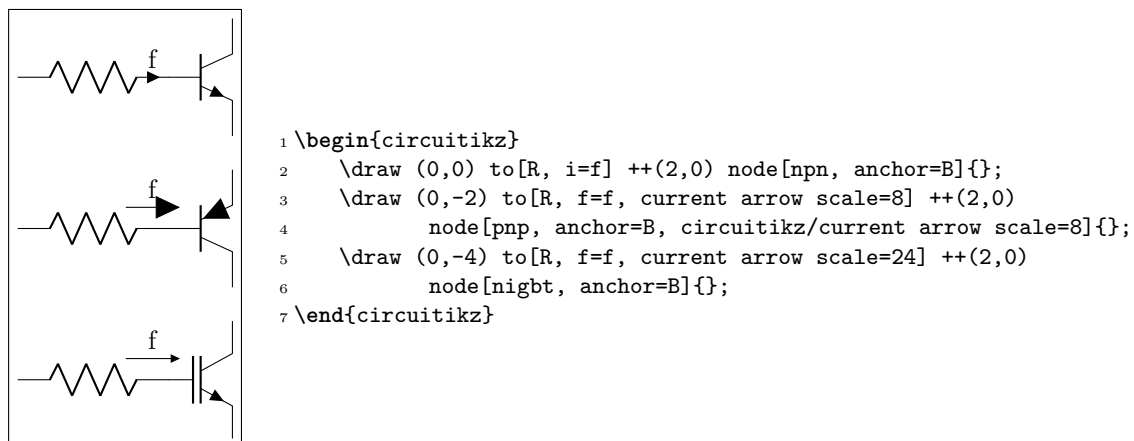 f
f
f
1 \begin{circuitikz}
2 \draw (0,0) to[R, i=f] ++(2,0) node[npn, anchor=B]{};
3 \draw (0,-2) to[R, f=f, current arrow scale=8] ++(2,0)
4 node[pnp, anchor=B, circuitikz/current arrow scale=8]{};
5 \draw (0,-4) to[R, f=f, current arrow scale=24] ++(2,0)
6 node[nigbt, anchor=B]{};
7 \end{circuitikz}